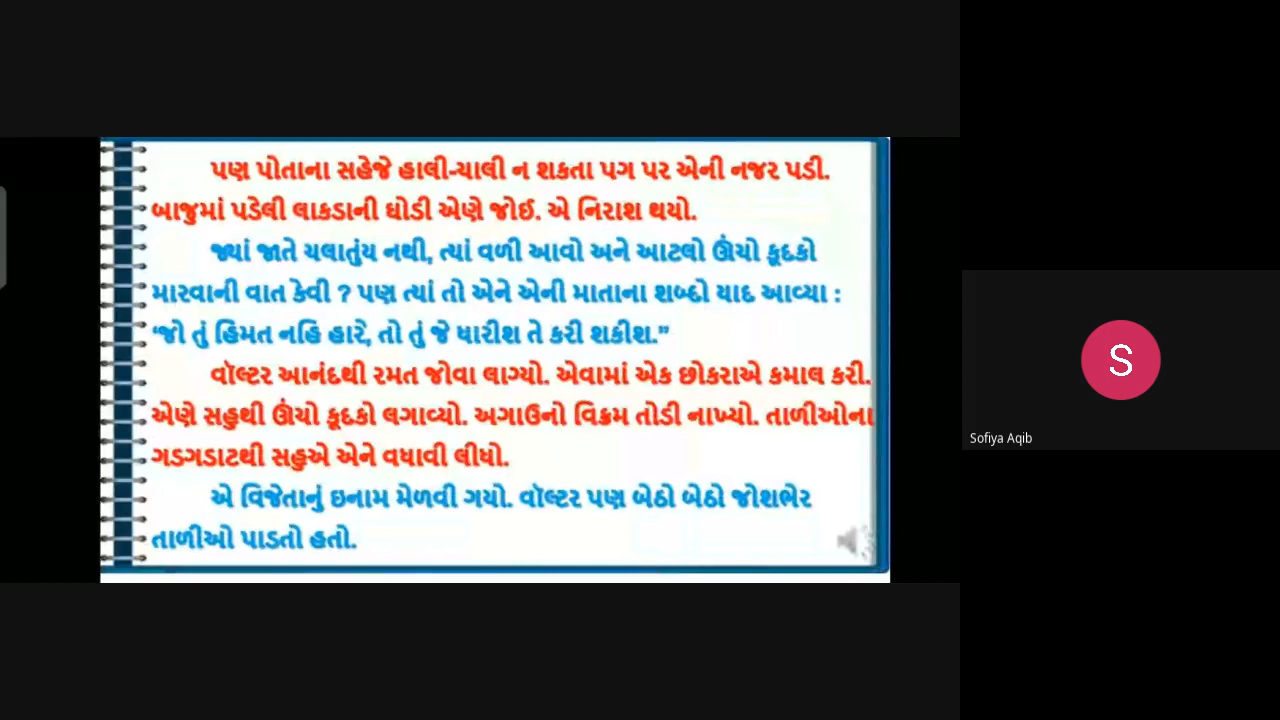 પણ પોતાના સહેજે હાલી-ચાલી ન શકતા પગ પર એની નજર પડી.
બાજુમાં પડેલી લાકડાની ઘોડી એણે જોઈ. એ નિરાશ થયો.
જ્યાં જાતે ચલાતુંય નથી, ત્યાં વળી આવો અને આટલો ઊંચો કૂદકો
મારવાની વાત કેવી ? પણ ત્યાં તો એને એની માતાના શબ્દો યાદ આવ્યા :
“જો તું હિંમત નહિ હારે, તો તું જે ધારીશ તે કરી શકીશ.”
વૉલ્ટર આનંદથી રમત જોવા લાગ્યો. એવામાં એક છોકરાએ કમાલ કરી.
એણે સહુથી ઊંચો કૂદકો લગાવ્યો. અગાઉનો વિક્રમ તોડી નાખ્યો. તાળીઓના
ગડગડાટથી સહુએ એને વધાવી લીધો.
એ વિજેતાનું ઇનામ મેળવી ગયો. વૉલ્ટર પણ બેઠો બેઠો જોશભેર
તાળીઓ પાડતો હતો.
S
Sofiya Aqib